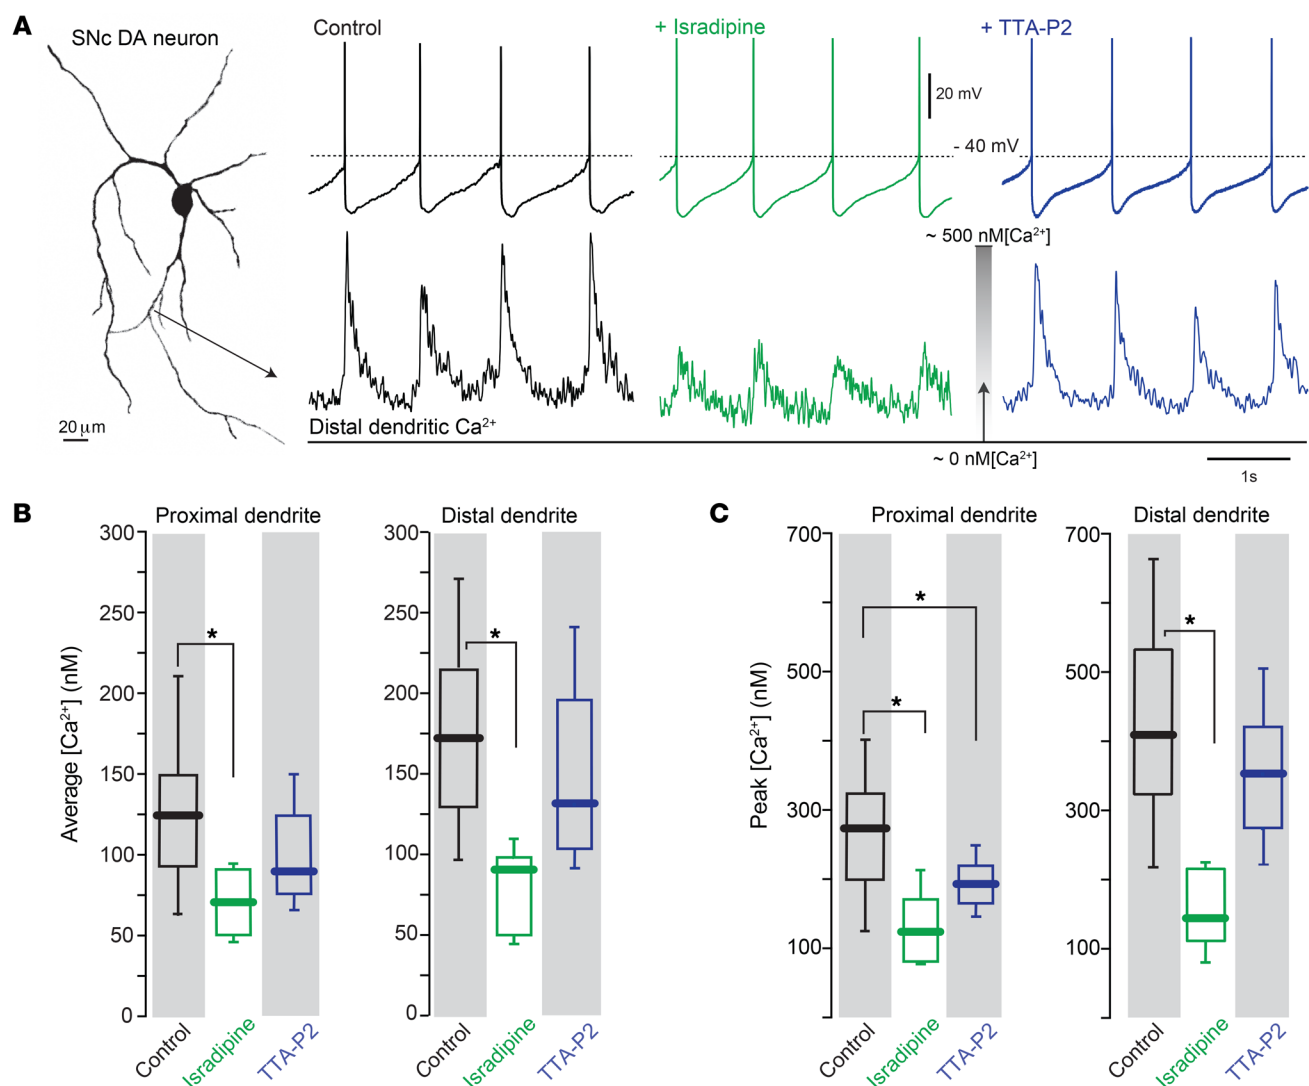 A
SNc DA neuron
Control
+ Isradipine
+ TTA-P2
20 mV
- 40 mV
~ 500 nM[Ca²⁺]
20 μm
Distal dendritic Ca²⁺
~ 0 nM[Ca²⁺]
1s
B
Proximal dendrite
Distal dendrite
Average [Ca²⁺] (nM)
300
250
200
150
100
50
0
*
Control
Isradipine
TTA-P2
300
250
200
150
100
50
0
*
Control
Isradipine
TTA-P2
C
Proximal dendrite
Distal dendrite
Peak [Ca²⁺] (nM)
700
500
300
100
*
*
Control
Isradipine
TTA-P2
700
500
300
100
*
Control
Isradipine
TTA-P2